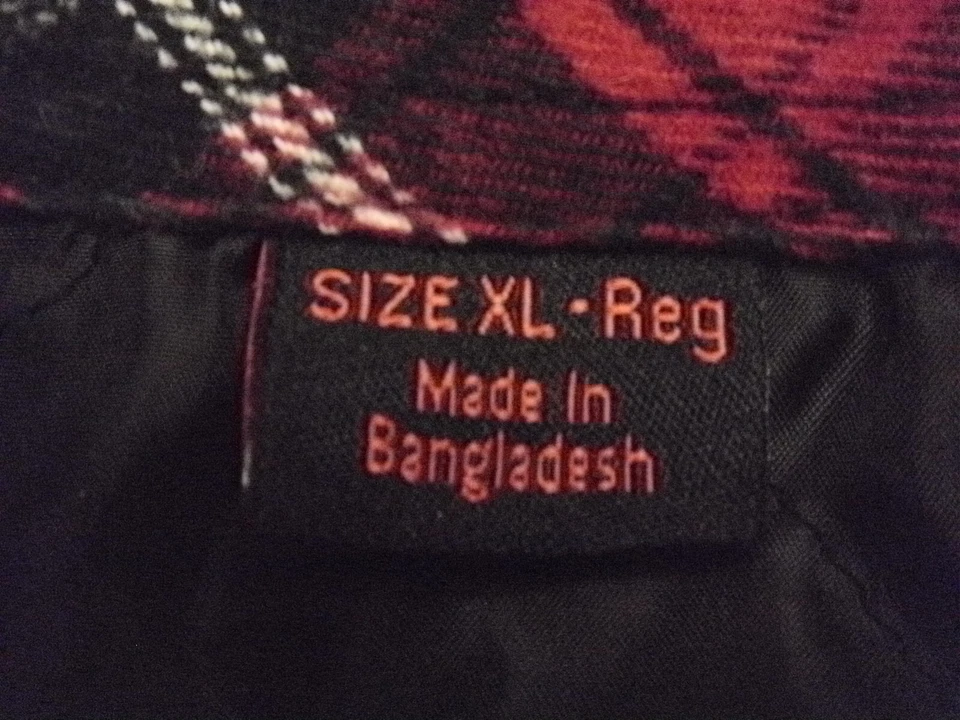 SIZE XL - Reg
Made In
Bangladesh